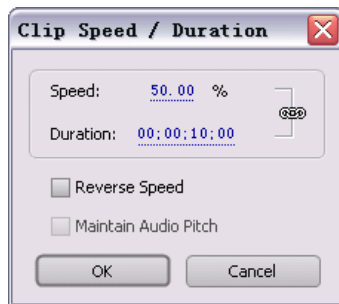 Clip Speed / Duration
Speed: 50.00 %
Duration: 00;00;10;00
Reverse Speed
Maintain Audio Pitch
OK Cancel